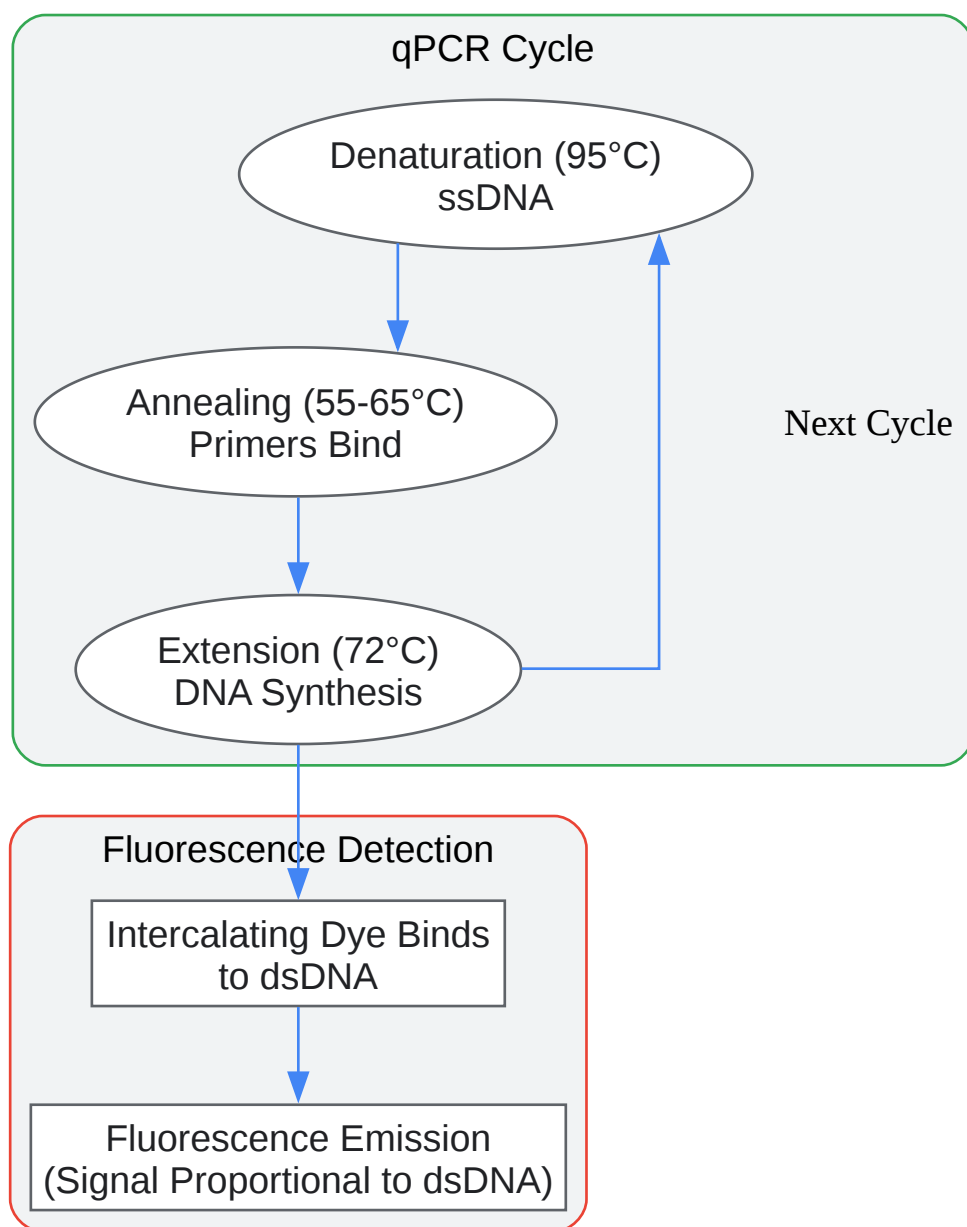 qPCR Cycle
Denaturation (95°C)
ssDNA
Annealing (55-65°C)
Primers Bind
Next Cycle
Extension (72°C)
DNA Synthesis
Fluorescence Detection
Intercalating Dye Binds
to dsDNA
Fluorescence Emission
(Signal Proportional to dsDNA)